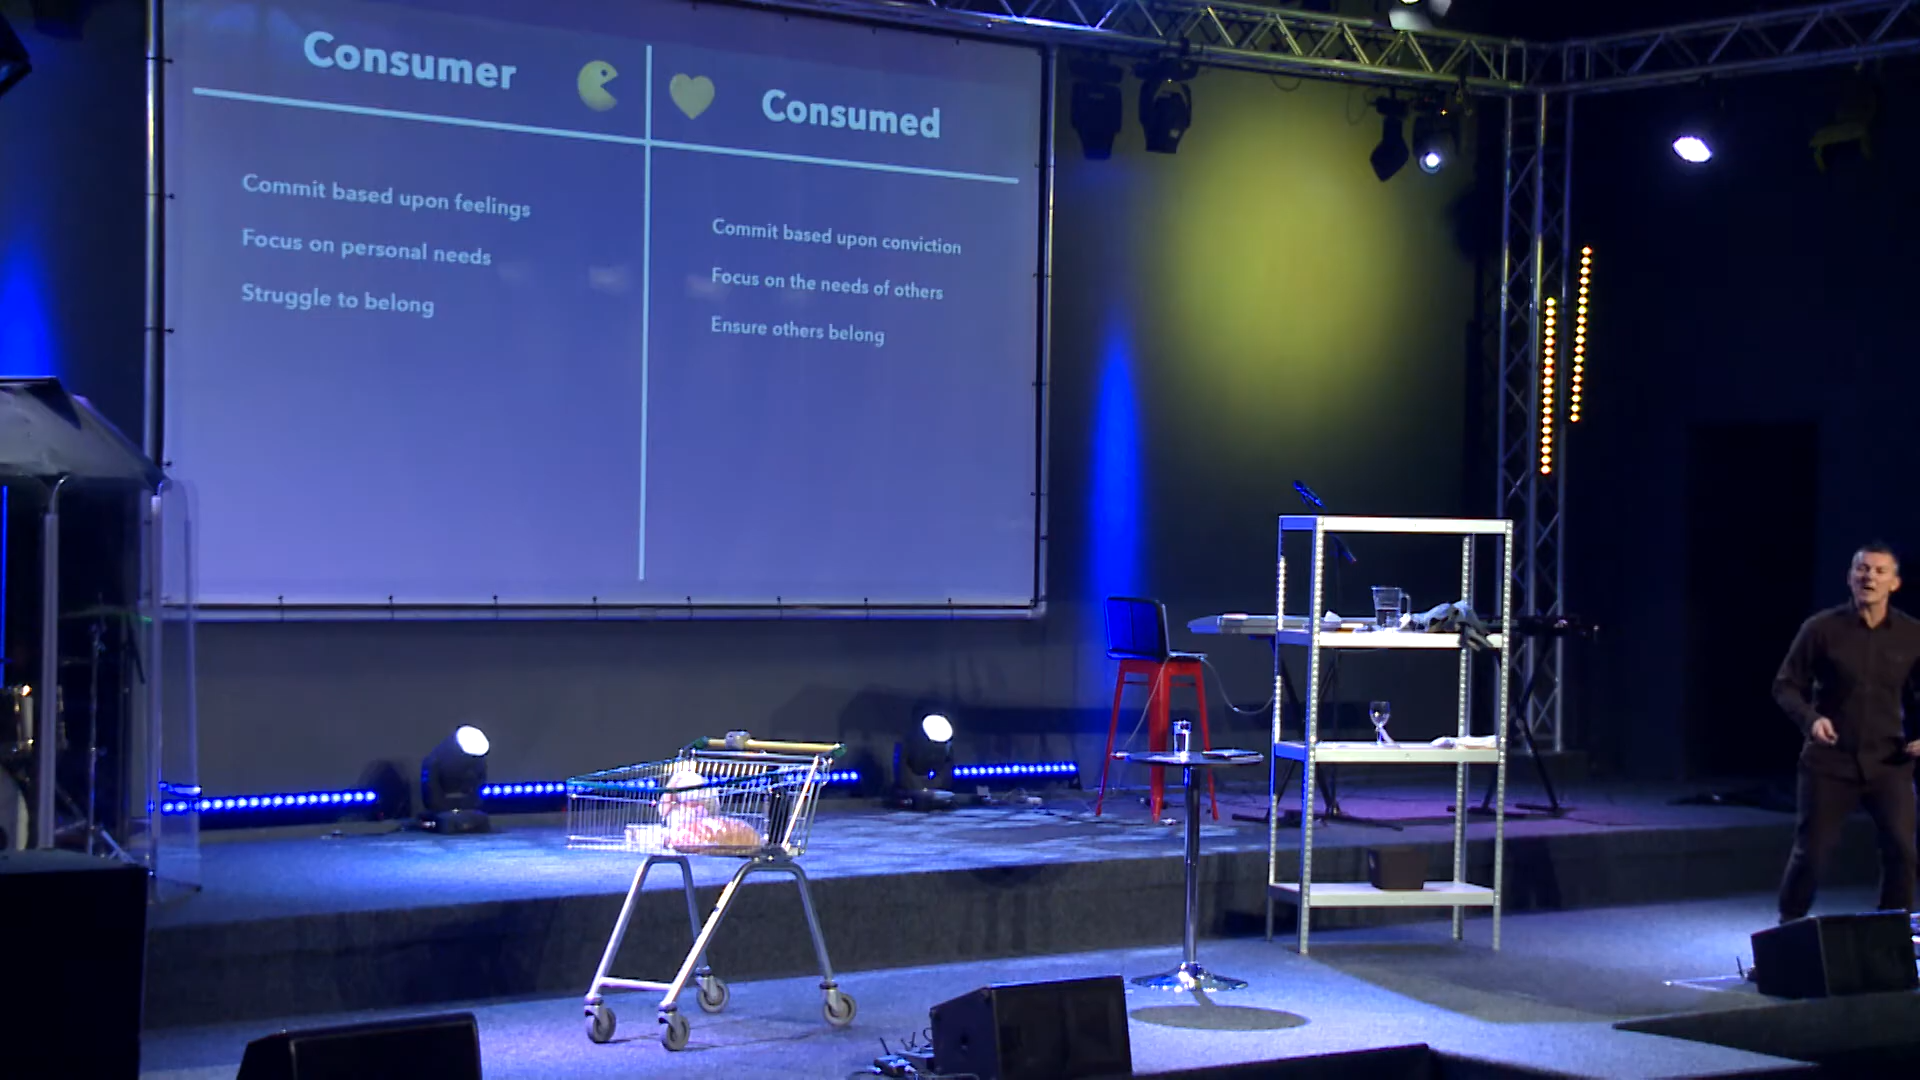 Consumer
Consumed
Commit based upon feelings
Focus on personal needs
Struggle to belong
Commit based upon conviction
Focus on the needs of others
Ensure others belong